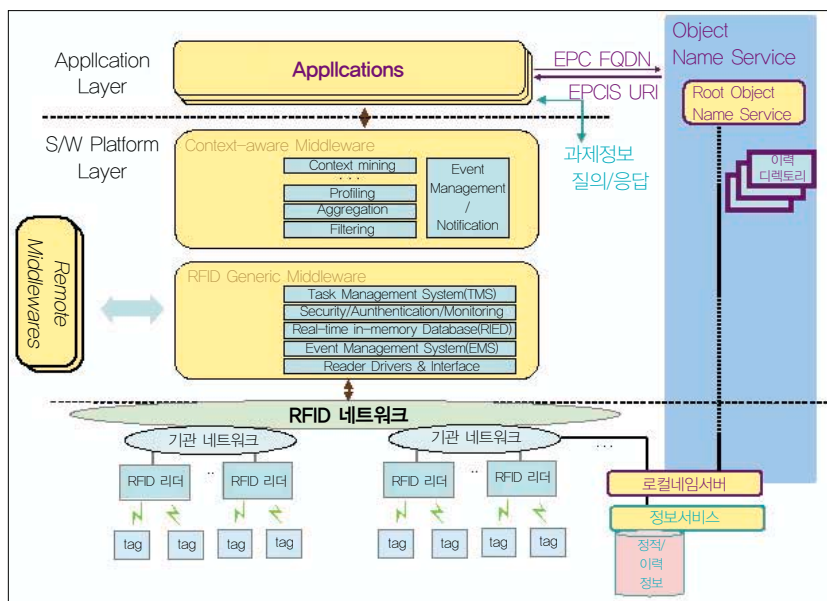 Application
Layer
Applications
EPC FQDN
EPCIS URI
Object
Name Service
Root Object
Name Service
S/W Platform
Layer
Context-aware Middleware
Context mining
...
Profiling
Aggregation
Filtering
Event
Management
/
Notification
과제정보
질의/응답
이력
디렉토리
Remote
Middlewares
RFID Generic Middleware
Task Management System(TMS)
Security/Aunthentication/Monitoring
Real-time in-memory Database(RIED)
Event Management System(EMS)
Reader Drivers & Interface
RFID 네트워크
기관 네트워크
기관 네트워크
...
RFID 리더
..
RFID 리더
RFID 리더
..
RFID 리더
tag
tag
tag
tag
tag
tag
tag
tag
로컬네임서버
정보서비스
정적/
이력
정보